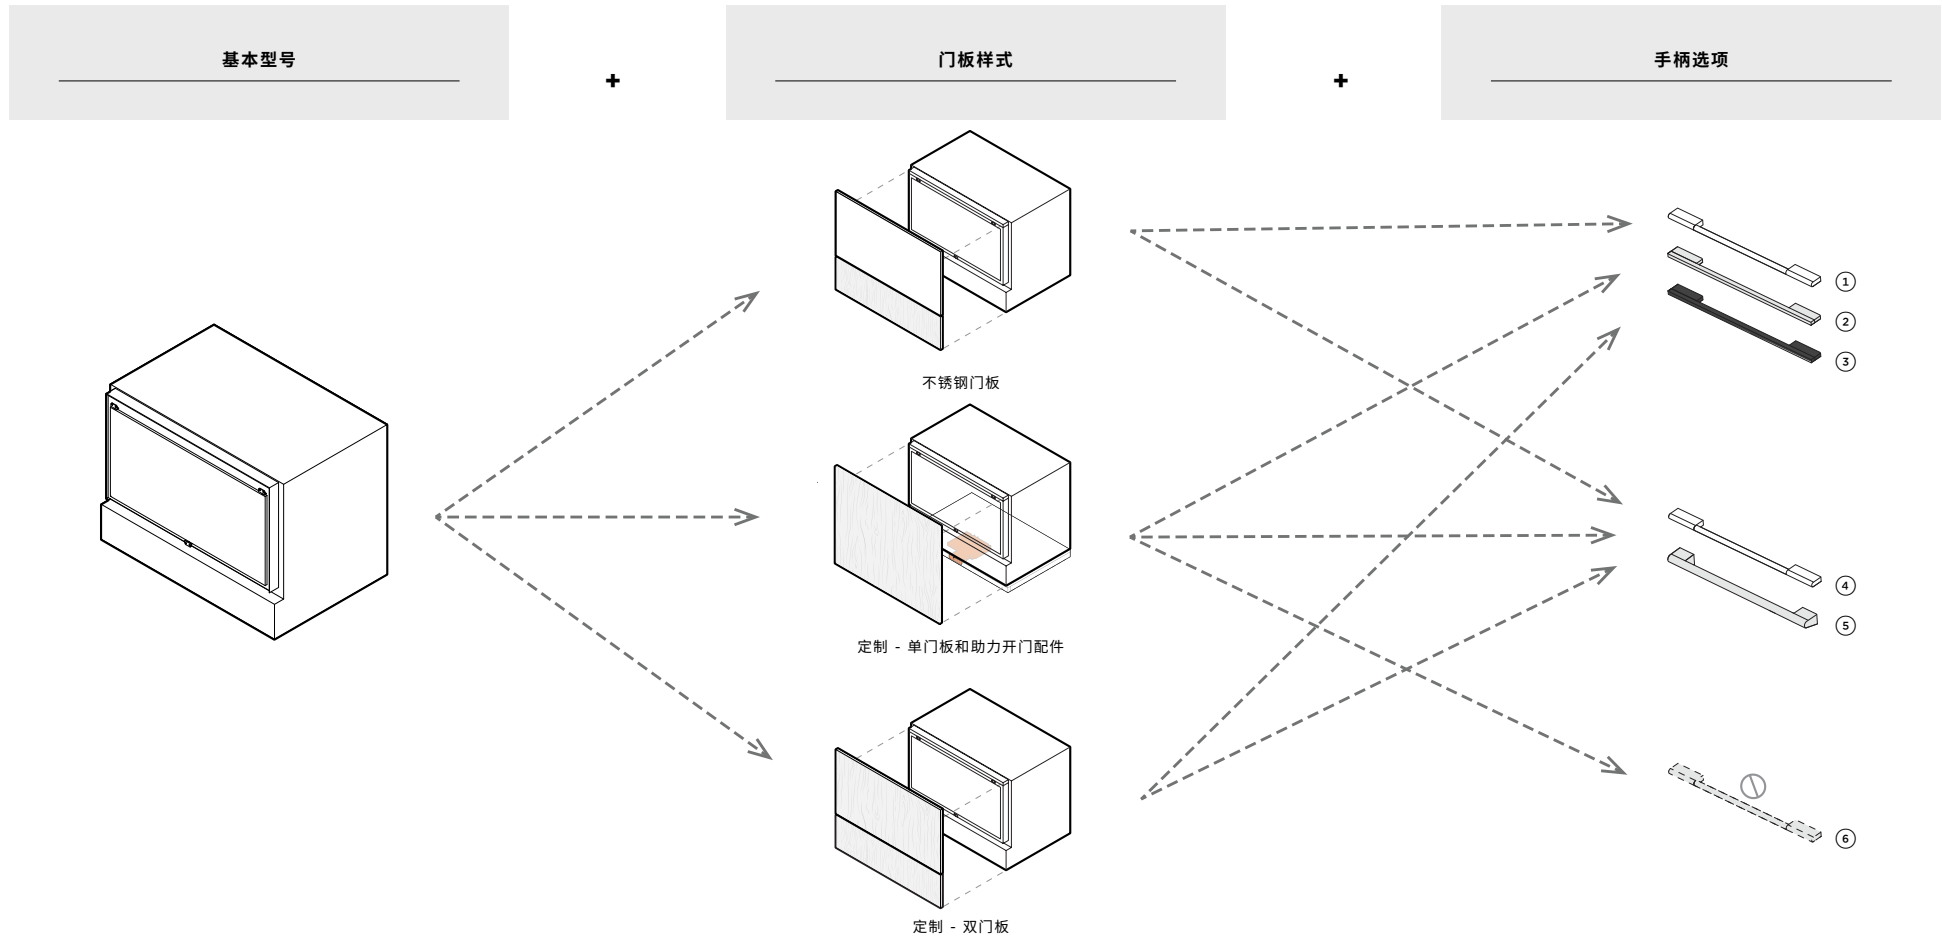 基本型号
+
门板样式
+
手柄选项
不锈钢门板
定制 - 单门板和助力开门配件
定制 - 双门板
1
2
3
4
5
6